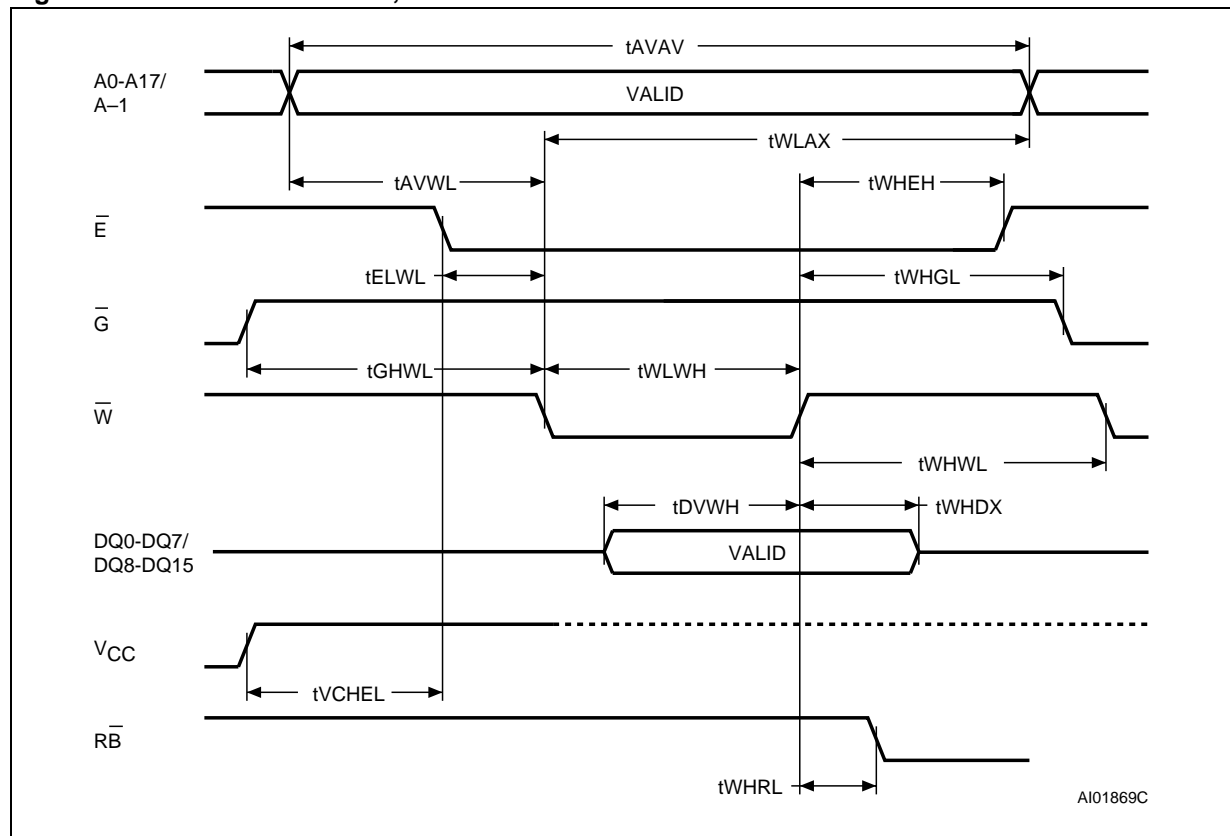 tAVAV
A0-A17/
A–1
VALID
tWLAX
tAVWL
tWHEH
E̅
tELWL
tWHGL
G̅
tGHWL
tWLWH
W̅
tWHWL
tDVWH
tWHDX
DQ0-DQ7/
DQ8-DQ15
VALID
VCC
tVCHEL
RB̅
tWHRL
AI01869C